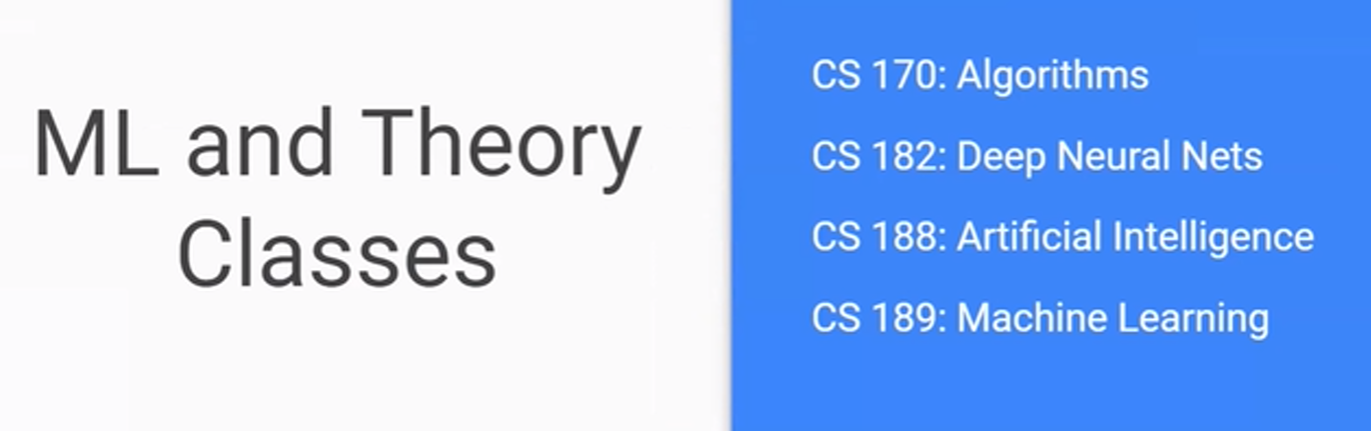 ML and Theory
Classes
CS 170: Algorithms
CS 182: Deep Neural Nets
CS 188: Artificial Intelligence
CS 189: Machine Learning